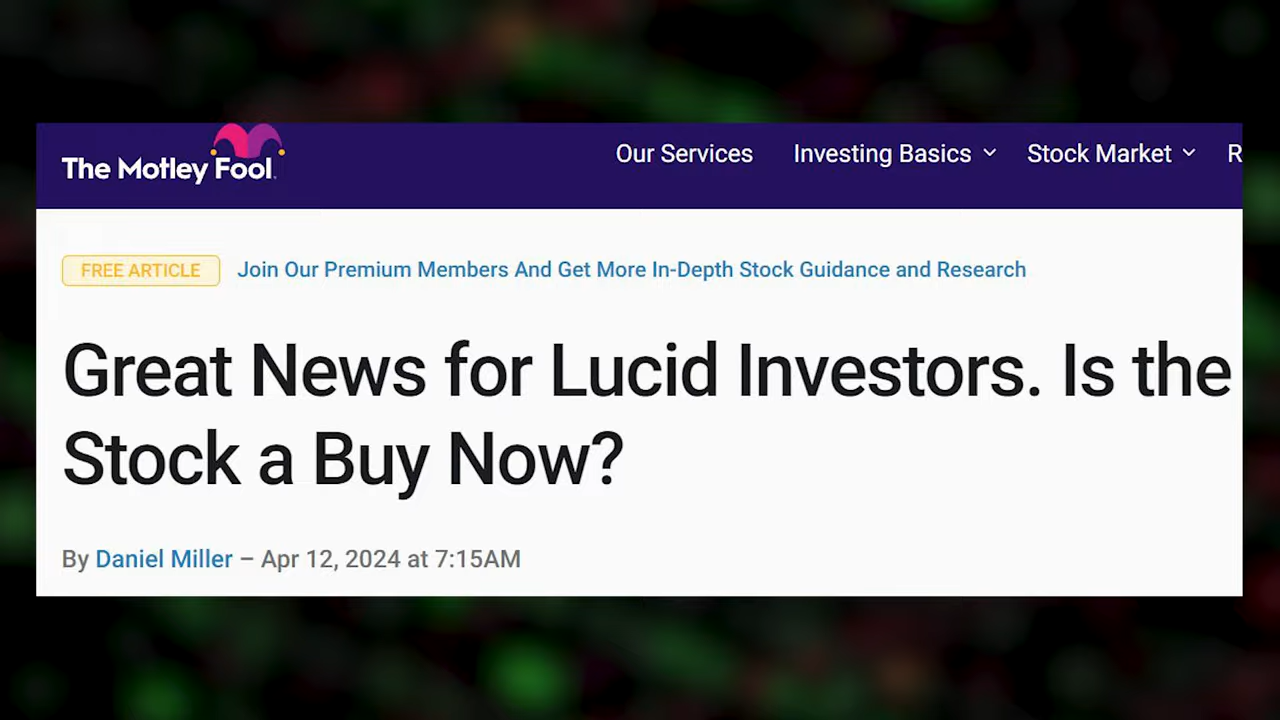 The Motley Fool
Our Services Investing Basics Stock Market R
FREE ARTICLE Join Our Premium Members And Get More In-Depth Stock Guidance and Research
Great News for Lucid Investors. Is the
Stock a Buy Now?
By Daniel Miller – Apr 12, 2024 at 7:15AM